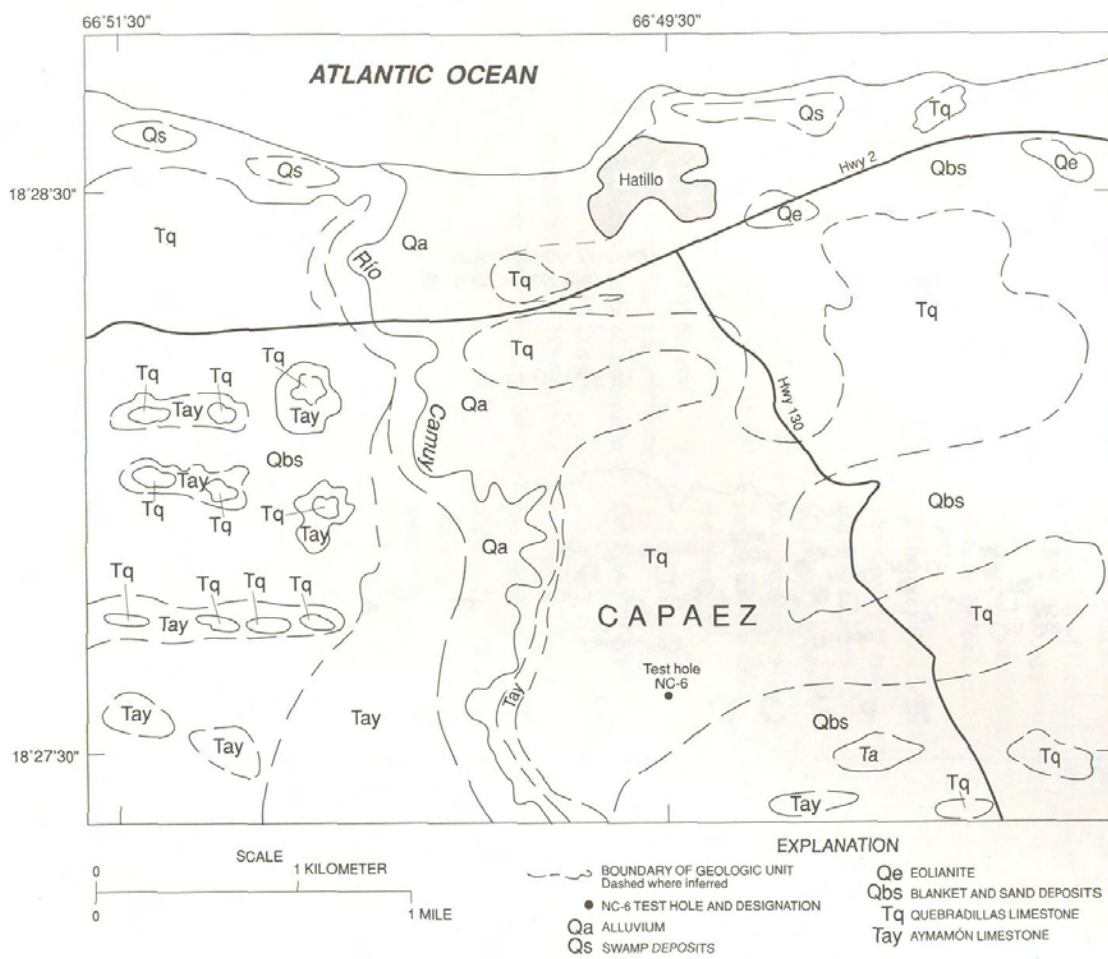 66°51'30"
66°49'30"
ATLANTIC OCEAN
Qs
Qs
Tq
Qs
Hwy 2
Qbs
Qe
18°28'30"
Hatillo
Qe
Tq
Qa
Río
Tq
Tq
Tq
Tq
Tq
Tq
Tay
Tay
Qa
Camuy
Hwy 130
Qbs
Tay
Tq
Tq
Tq
Tay
Qbs
Qa
Tq
Tq
Tq
Tq
Tq
Tay
CAPAEZ
Tq
Test hole
NC-6
Tay
Tay
Tay
Tay
Qbs
18°27'30"
Ta
Tq
Tq
Tay
SCALE
0
1 KILOMETER
0
1 MILE
EXPLANATION
BOUNDARY OF GEOLOGIC UNIT
Dashed where inferred
NC-6 TEST HOLE AND DESIGNATION
Qa ALLUVIUM
Qs SWAMP DEPOSITS
Qe EOLIANITE
Qbs BLANKET AND SAND DEPOSITS
Tq QUEBRADILLAS LIMESTONE
Tay AYMAMÓN LIMESTONE